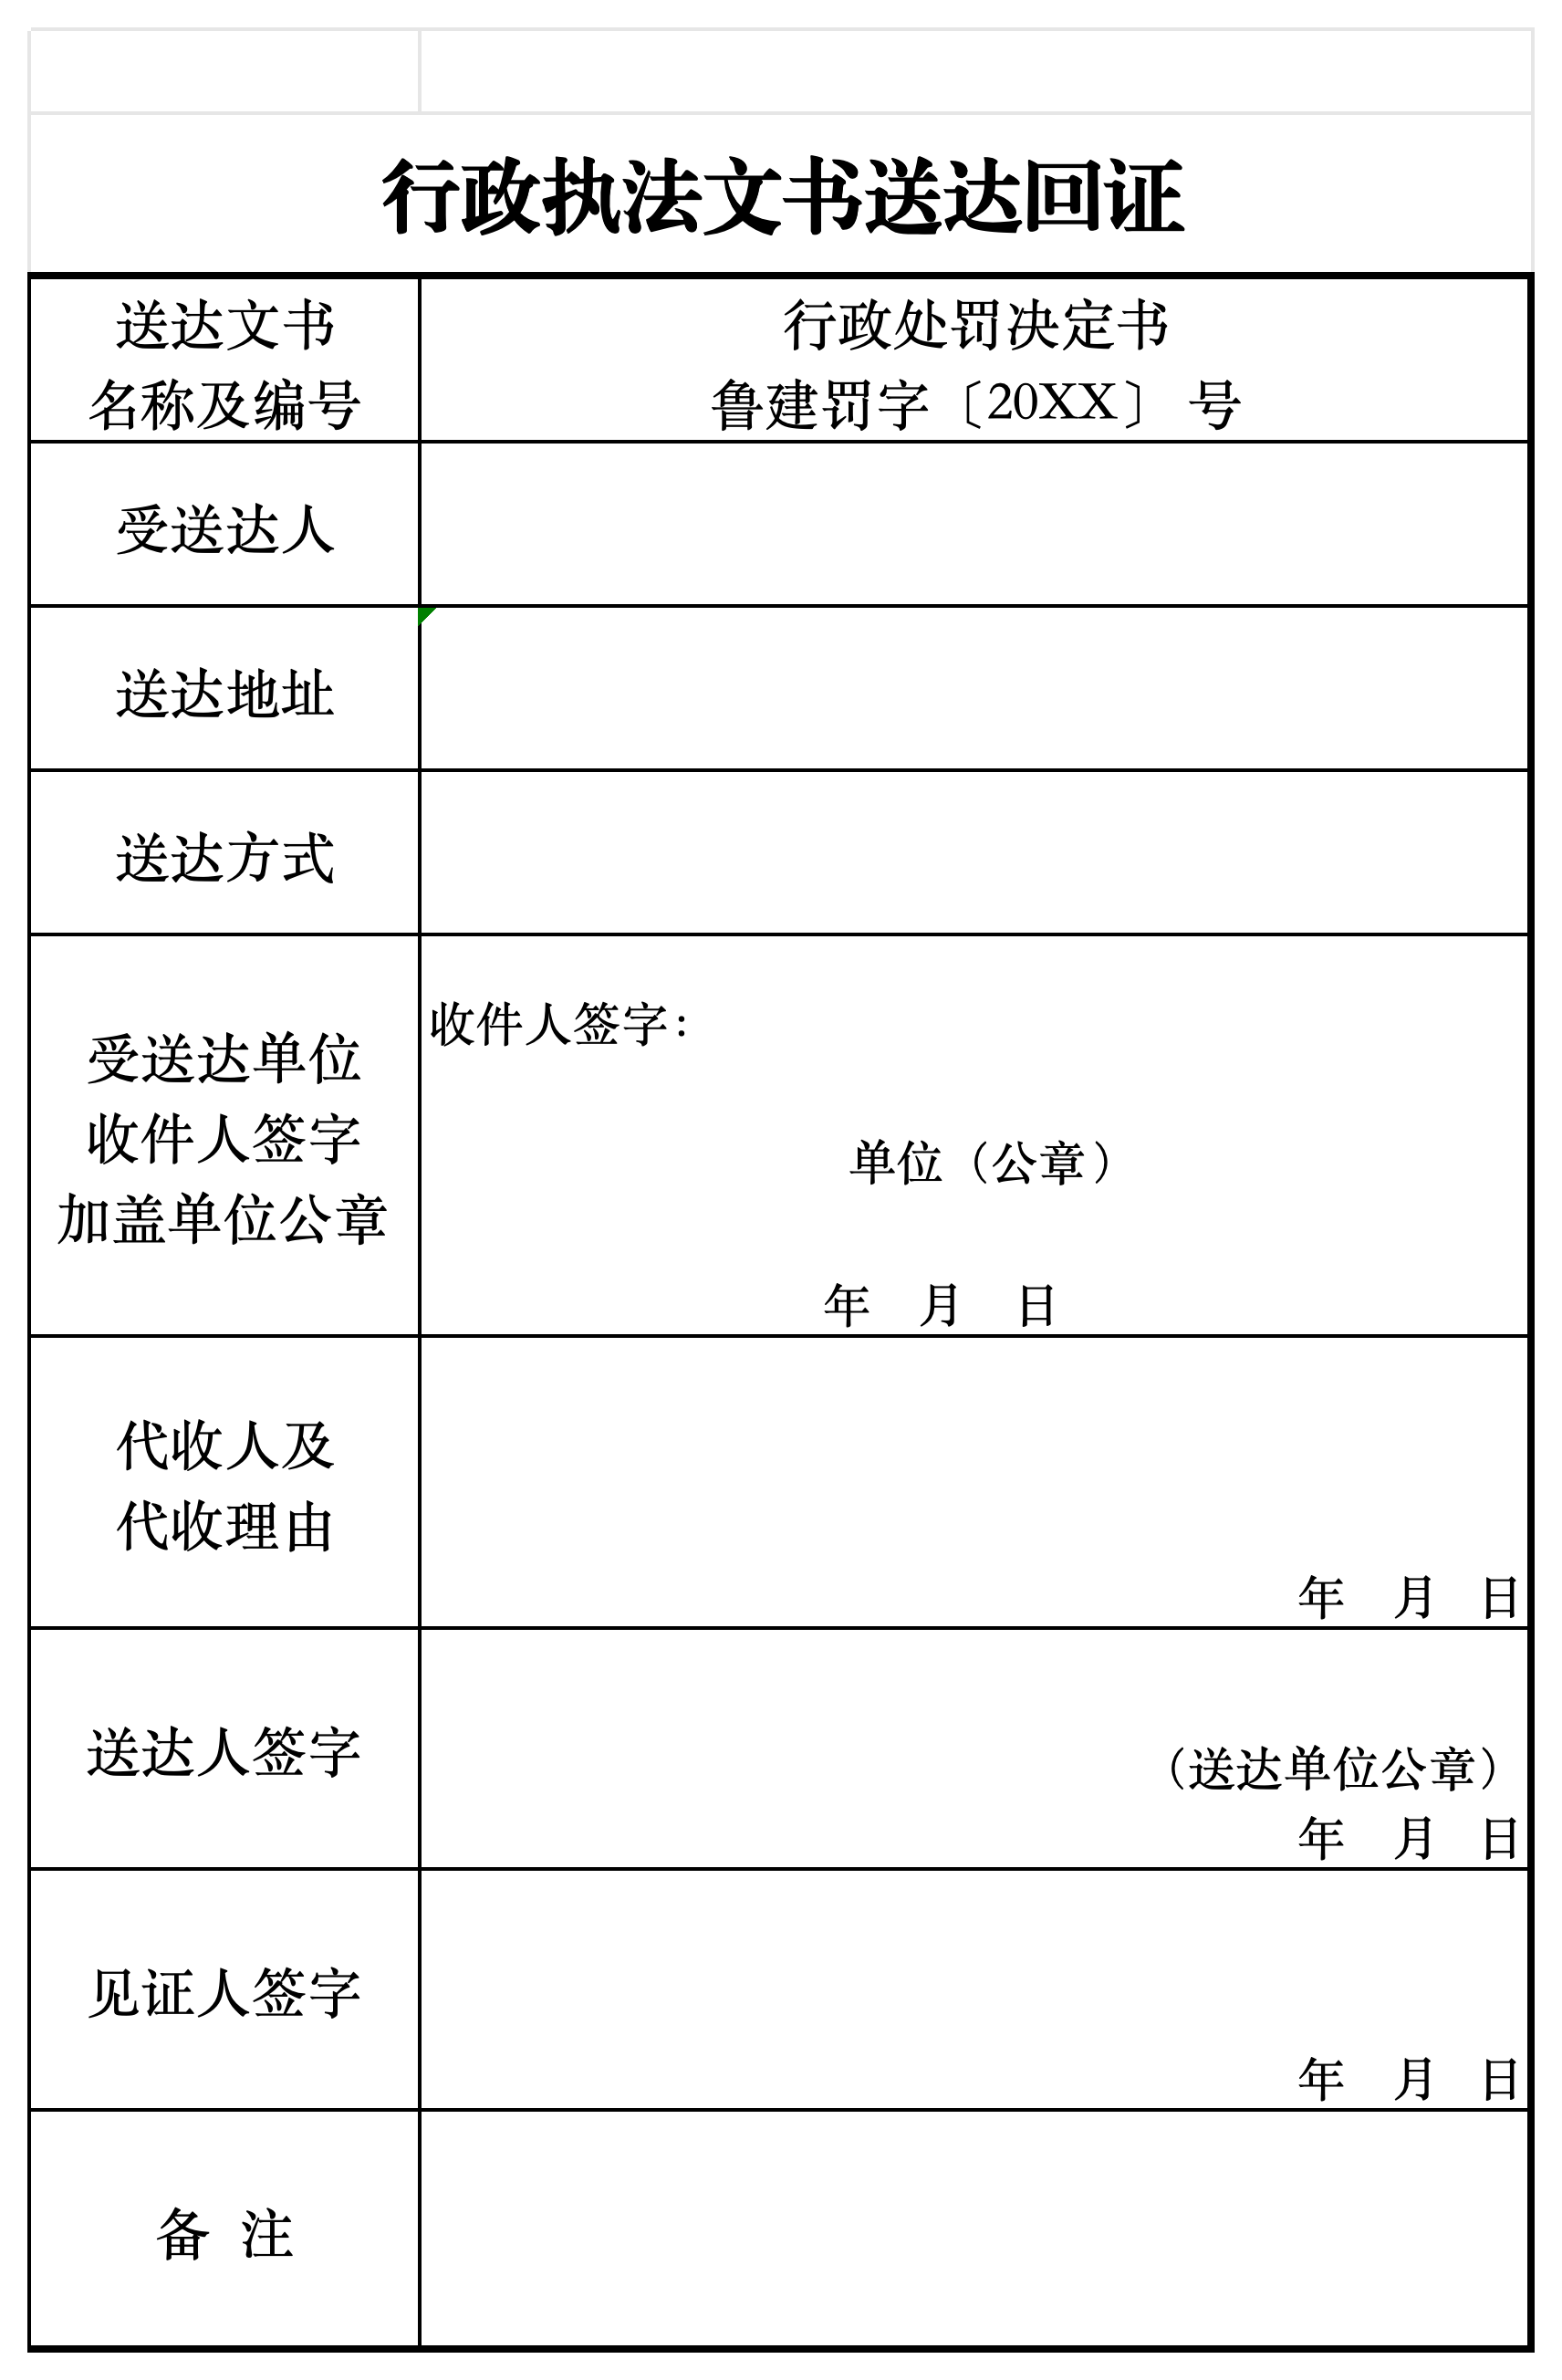 行政执法文书送达回证
送达文书
名称及编号
行政处罚决定书
鲁建罚字〔20XX〕 号
受送达人
送达地址
送达方式
受送达单位
收件人签字
加盖单位公章
收件人签字：
单位（公章）
年 月 日
代收人及
代收理由
年 月 日
送达人签字
（送达单位公章）
年 月 日
见证人签字
年 月 日
备 注